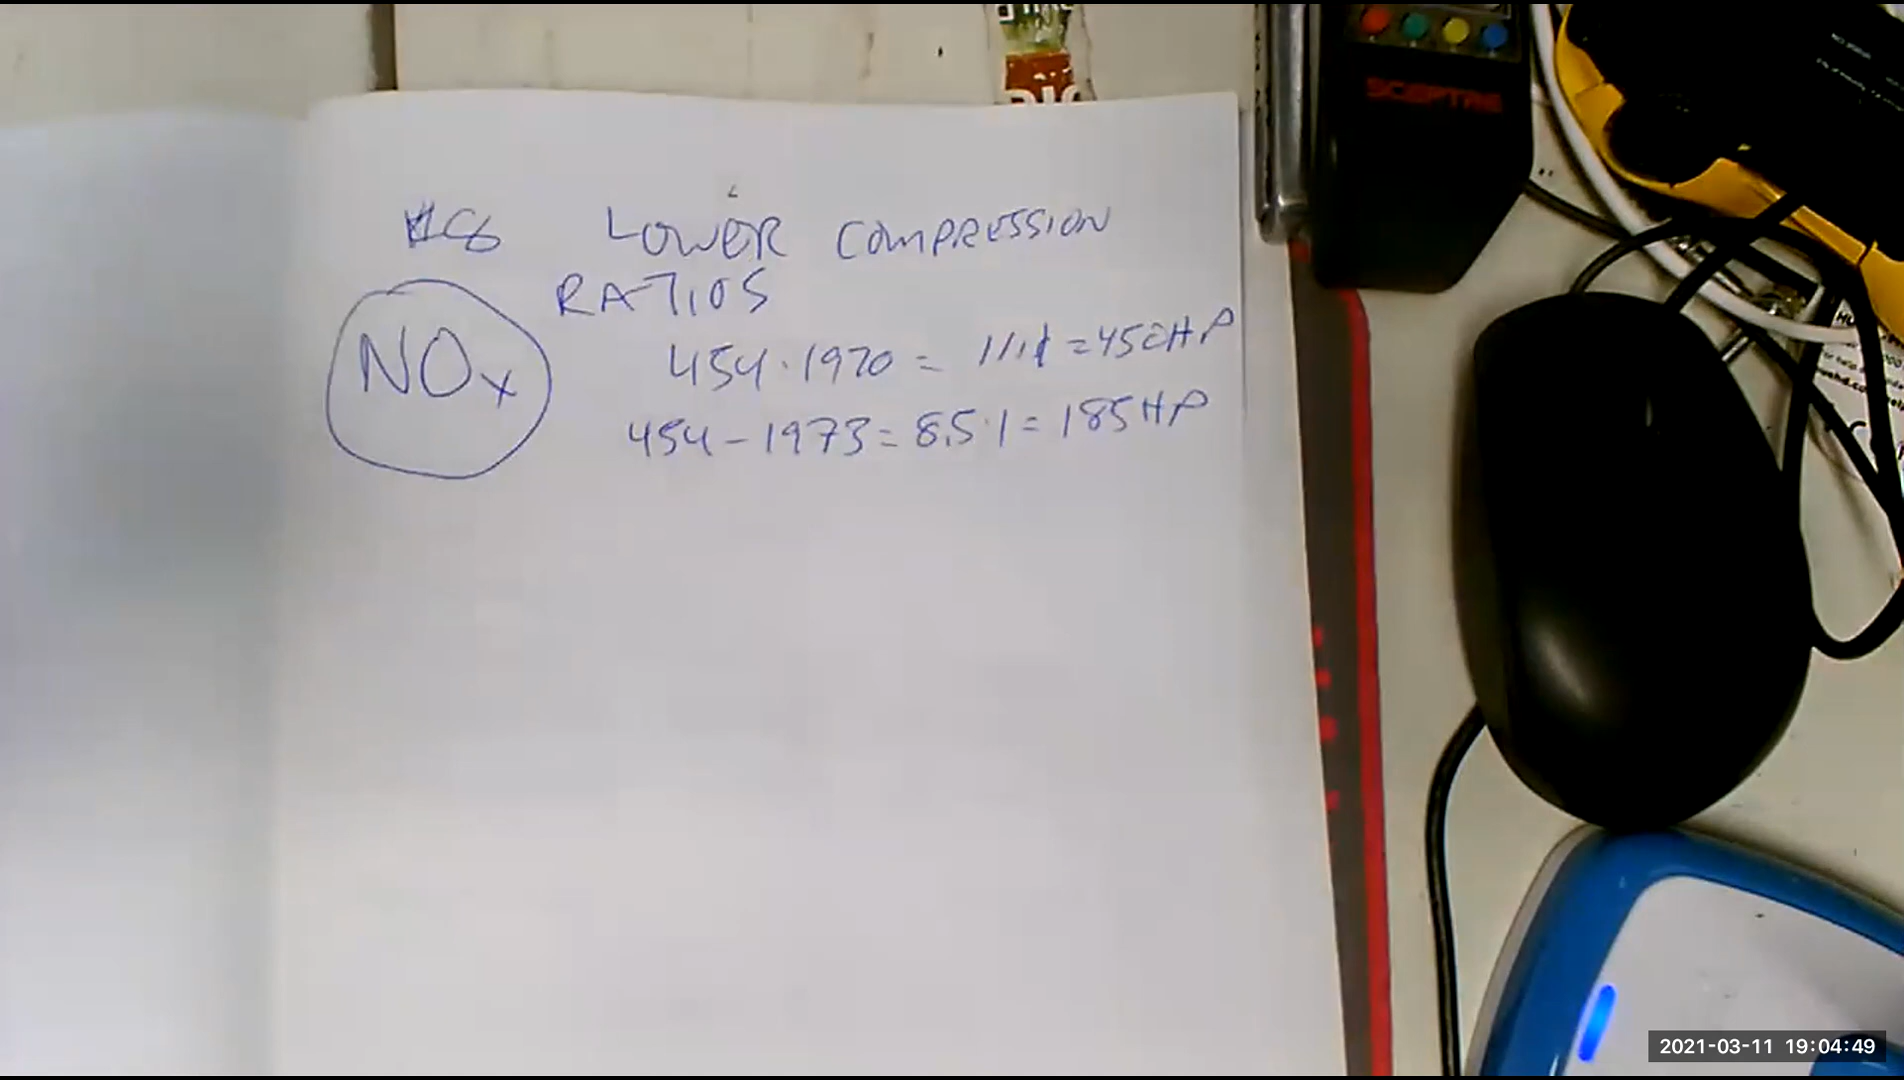 #8 LOWER COMPRESSION
RATIOS
NOx
454 · 1970 = 11:1 = 450HP
454 - 1973 = 8.5:1 = 185HP
SCEPTRE
2021-03-11 19:04:49